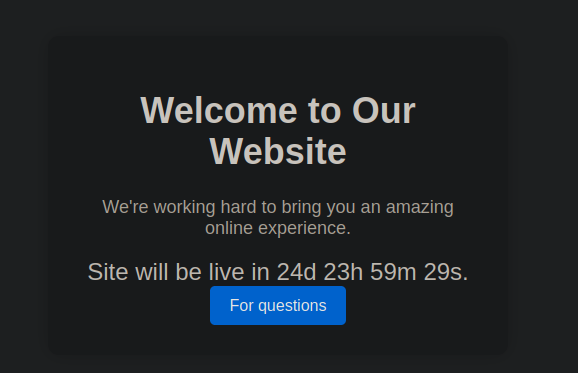 Welcome to Our
Website
We're working hard to bring you an amazing
online experience.
Site will be live in 24d 23h 59m 29s.
For questions